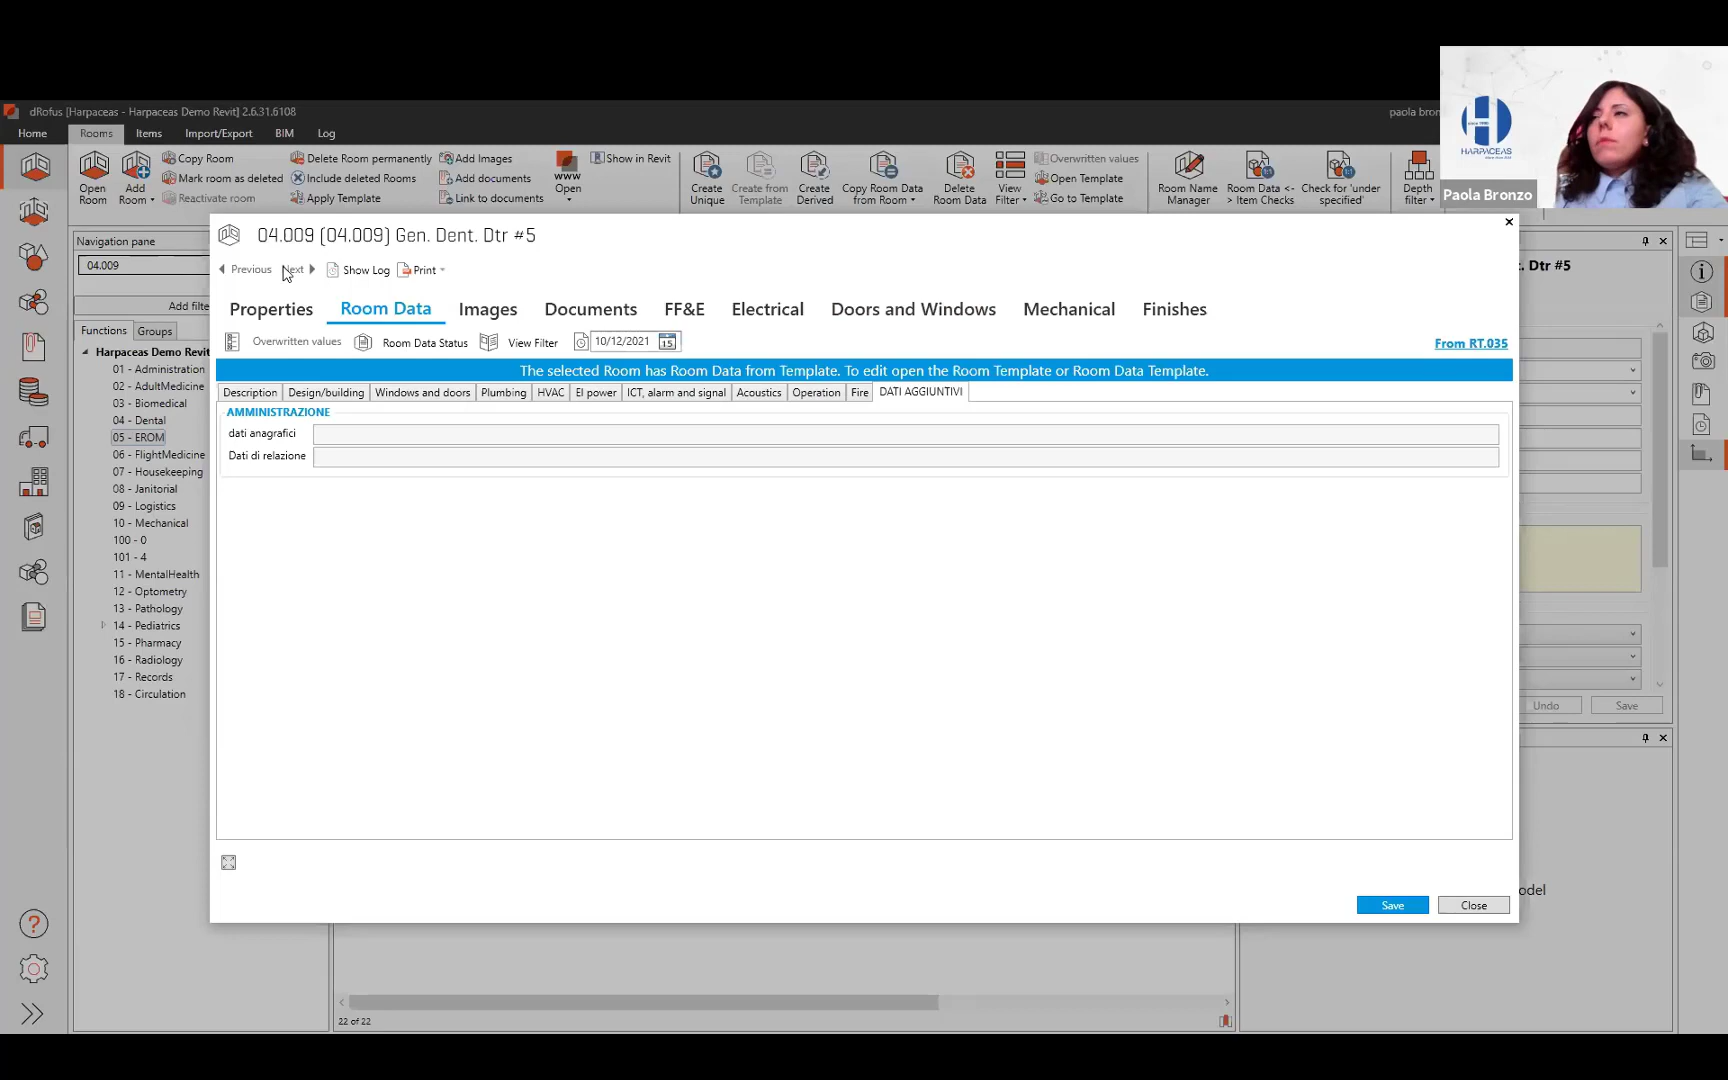 dRofus [Harpaceas - Harpaceas Demo Revit] 2.6.31.6108
paola bron
Home Rooms Items Import/Export BIM Log
Open Room
Add Room
Copy Room
Mark room as deleted
Reactivate room
Delete Room permanently
Include deleted Rooms
Apply Template
Add Images
Add documents
Link to documents
www
Open
Show in Revit
Create Unique
Create from Template
Create Derived
Copy Room Data from Room
Delete Room Data
View Filter
Overwritten values
Open Template
Go to Template
Room Name Manager
Room Data <-> Item Checks
Check for 'under specified'
Depth filter
HARPACEAS
Paola Bronzo
Navigation pane
04.009
Add filte
Functions Groups
Harpaceas Demo Revit
01 - Administration
02 - AdultMedicine
03 - Biomedical
04 - Dental
05 - EROM
06 - FlightMedicine
07 - Housekeeping
08 - Janitorial
09 - Logistics
10 - Mechanical
100 - 0
101 - 4
11 - MentalHealth
12 - Optometry
13 - Pathology
14 - Pediatrics
15 - Pharmacy
16 - Radiology
17 - Records
18 - Circulation
04.009 (04.009) Gen. Dent. Dtr #5
Previous Next Show Log Print
Properties Room Data Images Documents FF&E Electrical Doors and Windows Mechanical Finishes
Overwritten values Room Data Status View Filter 10/12/2021 15 From RT.035
The selected Room has Room Data from Template. To edit open the Room Template or Room Data Template.
Description Design/building Windows and doors Plumbing HVAC El power ICT, alarm and signal Acoustics Operation Fire DATI AGGIUNTIVI
AMMINISTRAZIONE
dati anagrafici
Dati di relazione
Save Close
. Dtr #5
Undo Save
odel
22 of 22